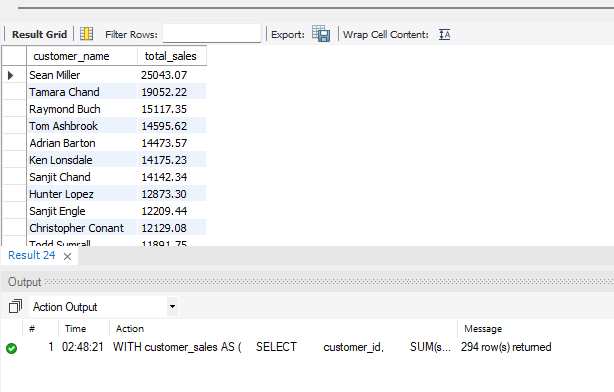 Result Grid Filter Rows: Export: Wrap Cell Content:
customer_name total_sales
Sean Miller 25043.07
Tamara Chand 19052.22
Raymond Buch 15117.35
Tom Ashbrook 14595.62
Adrian Barton 14473.57
Ken Lonsdale 14175.23
Sanjit Chand 14142.34
Hunter Lopez 12873.30
Sanjit Engle 12209.44
Christopher Conant 12129.08
Todd Sumrall 11891.75
Result 24
Output
Action Output
# Time Action Message
1 02:48:21 WITH customer_sales AS ( SELECT customer_id, SUM(s... 294 row(s) returned